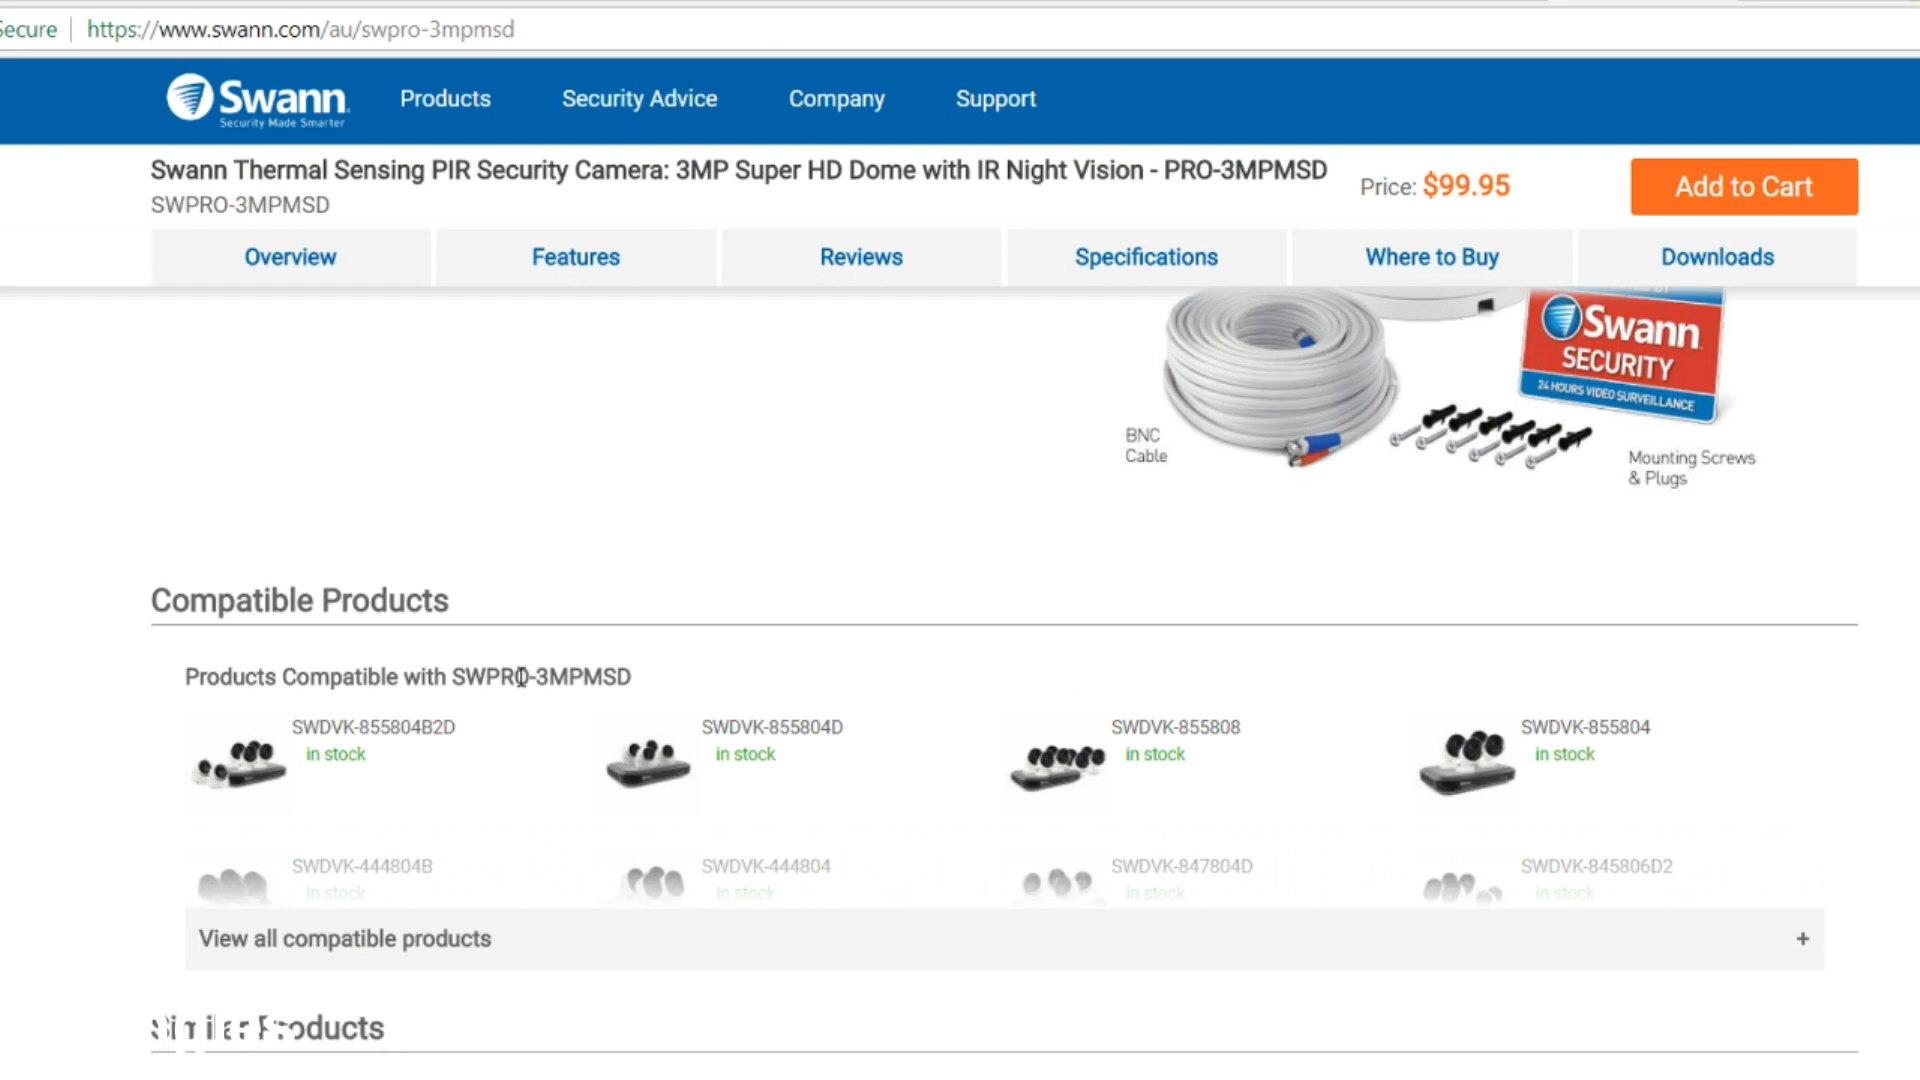 Secure https://www.swann.com/au/swpro-3mpmsd
Swann
Security Made Smarter
Products Security Advice Company Support
Swann Thermal Sensing PIR Security Camera: 3MP Super HD Dome with IR Night Vision - PRO-3MPMSD
SWPRO-3MPMSD
Price: $99.95
Add to Cart
Overview Features Reviews Specifications Where to Buy Downloads
Swann
SECURITY
24 HOURS VIDEO SURVEILLANCE
BNC
Cable
Mounting Screws
& Plugs
Compatible Products
Products Compatible with SWPRO-3MPMSD
SWDVK-855804B2D SWDVK-855804D SWDVK-855808 SWDVK-855804
in stock in stock in stock in stock
SWDVK-444804B SWDVK-444804 SWDVK-847804D SWDVK-845806D2
in stock in stock in stock in stock
View all compatible products +
Similar Products